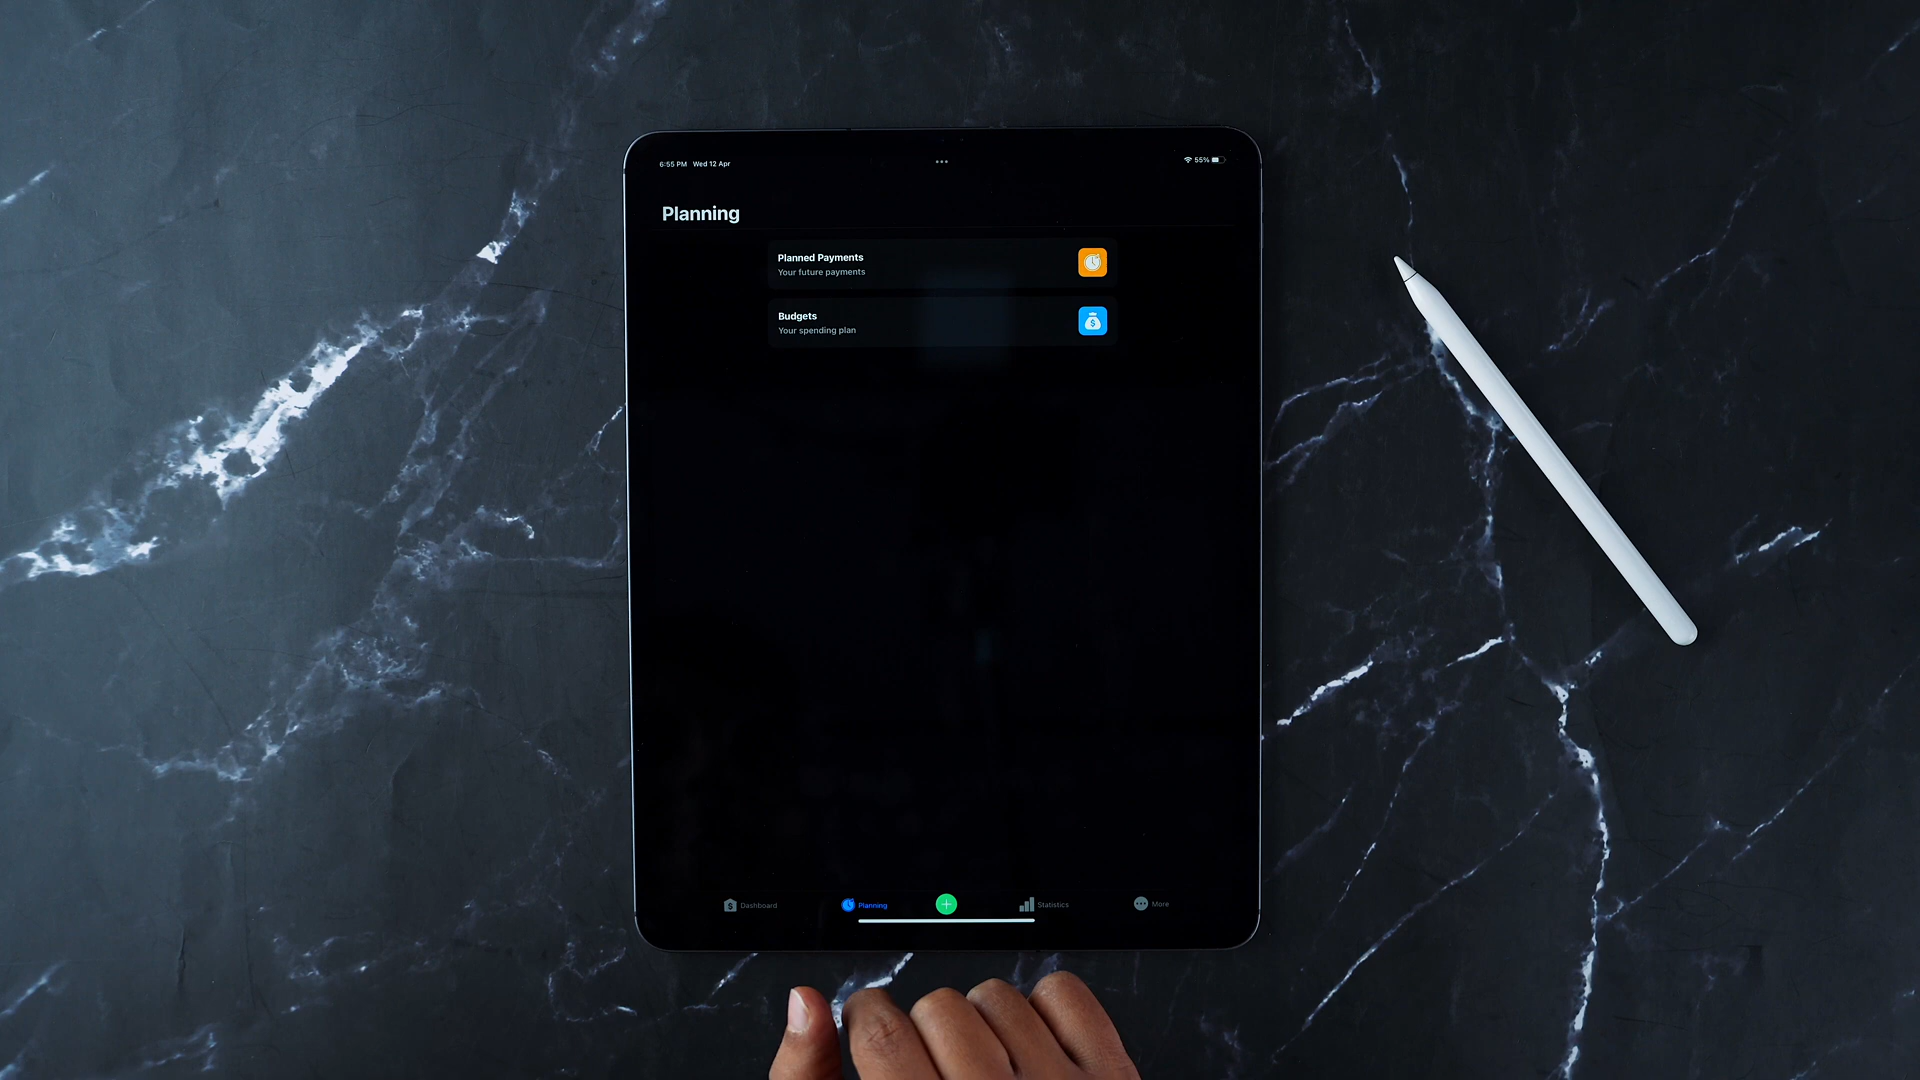 6:55 PM Wed 12 Apr
55%
Planning
Planned Payments
Your future payments
Budgets
Your spending plan
Dashboard
Planning
Statistics
More